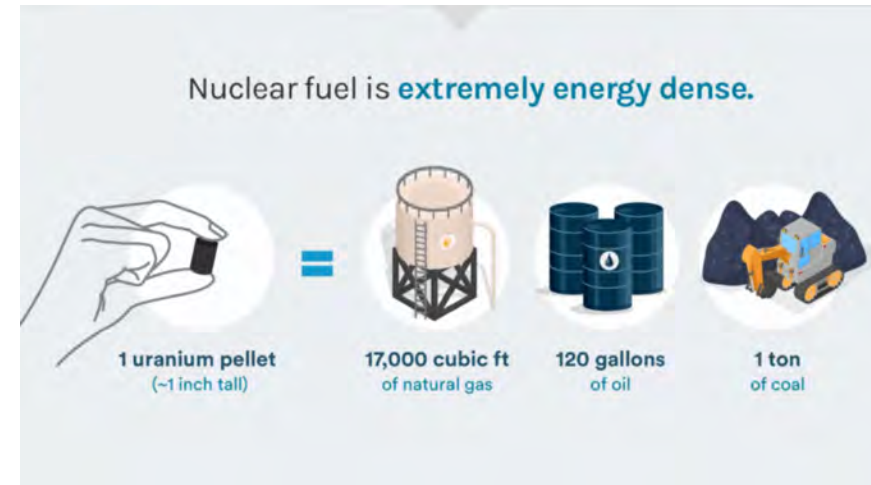 Nuclear fuel is extremely energy dense.
1 uranium pellet
(~1 inch tall)
=
17,000 cubic ft
of natural gas
120 gallons
of oil
1 ton
of coal